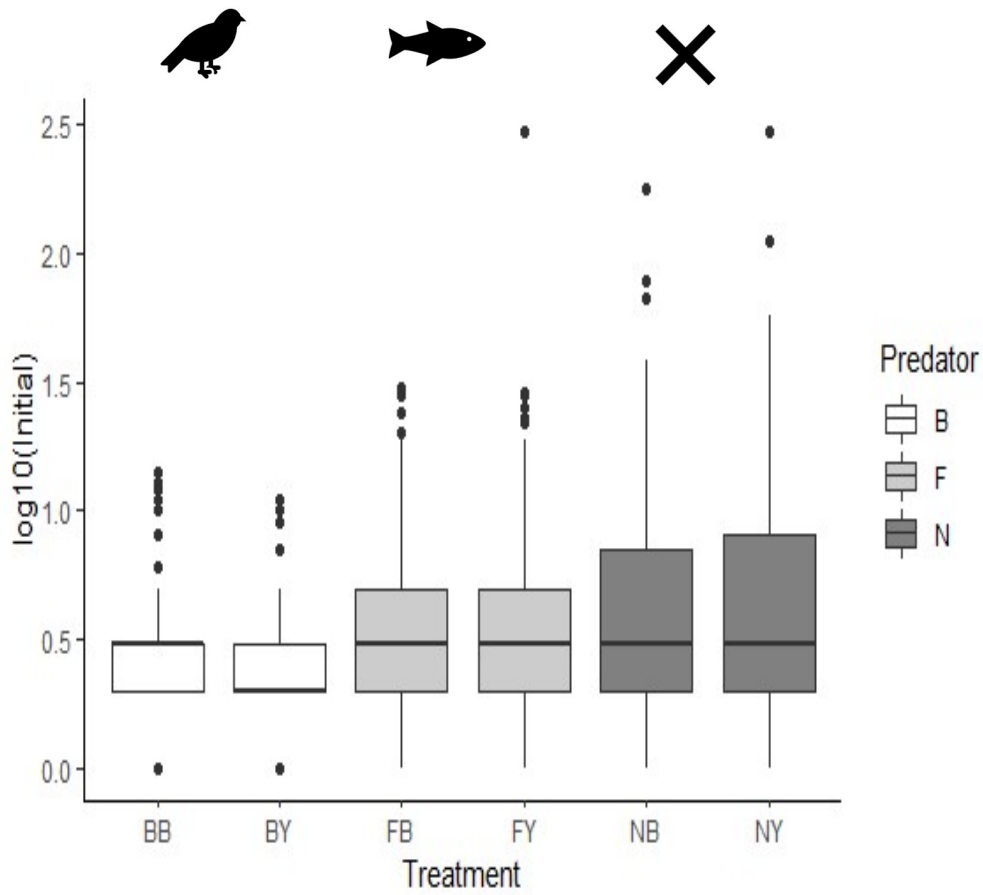 2.5
2.0
1.5
1.0
0.5
0.0
log10(Initial)
BB BY FB FY NB NY
Treatment
Predator
B
F
N